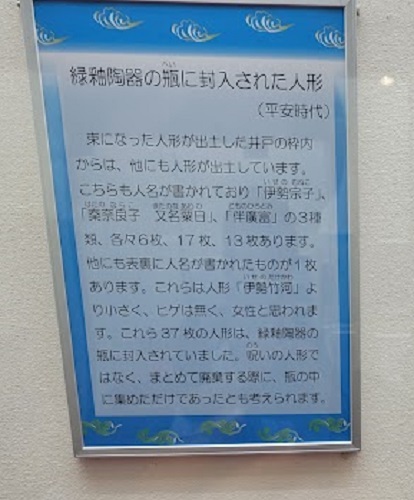 緑釉陶器の瓶に封入された人形
（平安時代）
束になった人形が出土した井戸の枠内
からは、他にも人形が出土しています。
こちらも人名が書かれており「伊勢宗子」、
「秦奈良子　又名粟日」、「伴廣富」の3種
類、各々6枚、17枚、13枚あります。
他にも表裏に人名が書かれたものが1枚
あります。これらは人形「伊勢竹河」よ
り小さく、ヒゲは無く、女性と思われま
す。これら37枚の人形は、緑釉陶器の
瓶に封入されていました。呪いの人形で
はなく、まとめて廃棄する際に、瓶の中
に集めただけであったとも考えられます。